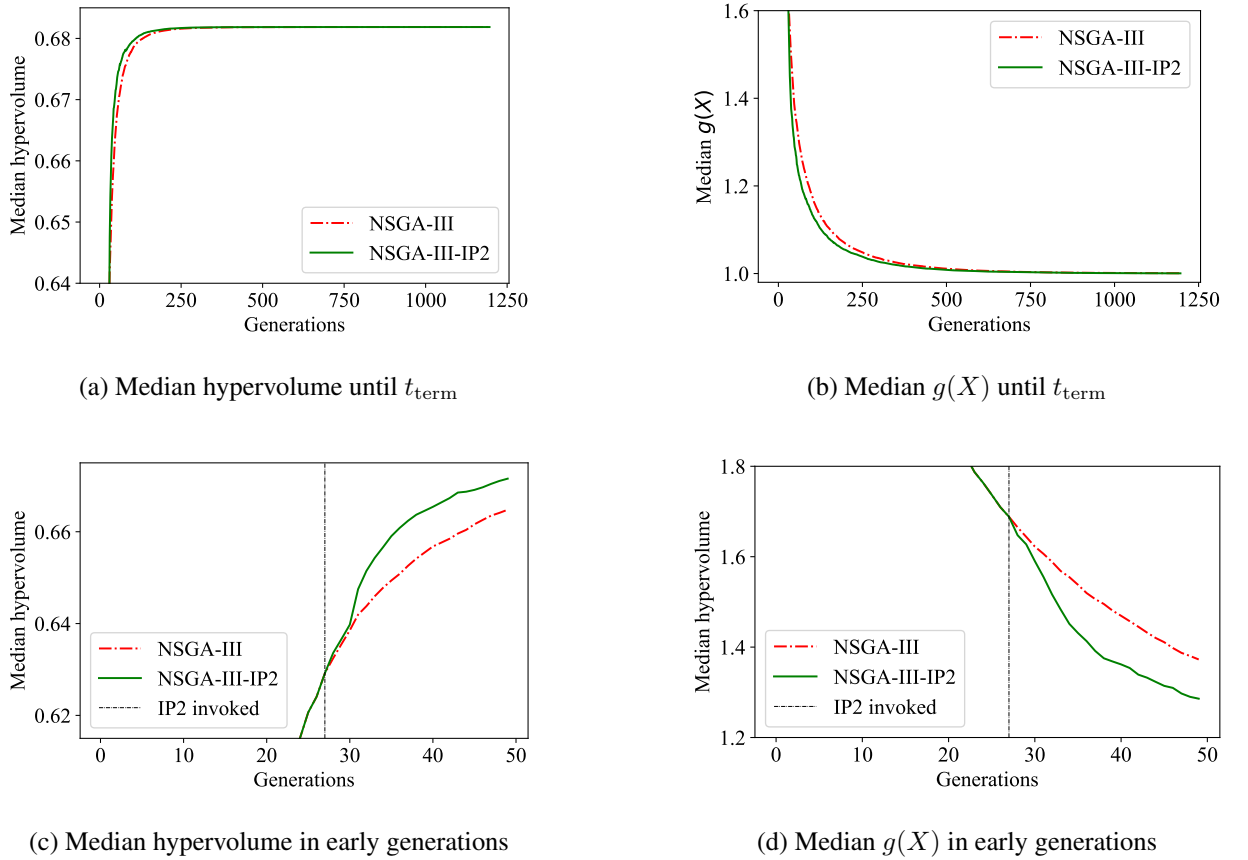 0.68
0.67
0.66
0.65
0.64
Median hypervolume
NSGA-III
NSGA-III-IP2
0 250 500 750 1000 1250
Generations
(a) Median hypervolume until t_term
1.6
1.4
1.2
1.0
Median g(X)
NSGA-III
NSGA-III-IP2
0 250 500 750 1000 1250
Generations
(b) Median g(X) until t_term
0.66
0.64
0.62
Median hypervolume
NSGA-III
NSGA-III-IP2
IP2 invoked
0 10 20 30 40 50
Generations
(c) Median hypervolume in early generations
1.8
1.6
1.4
1.2
Median hypervolume
NSGA-III
NSGA-III-IP2
IP2 invoked
0 10 20 30 40 50
Generations
(d) Median g(X) in early generations